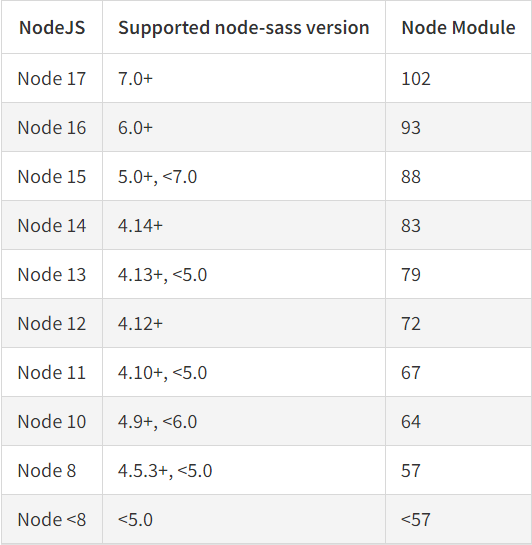 NodeJS Supported node-sass version Node Module
Node 17 7.0+ 102
Node 16 6.0+ 93
Node 15 5.0+, <7.0 88
Node 14 4.14+ 83
Node 13 4.13+, <5.0 79
Node 12 4.12+ 72
Node 11 4.10+, <5.0 67
Node 10 4.9+, <6.0 64
Node 8 4.5.3+, <5.0 57
Node <8 <5.0 <57